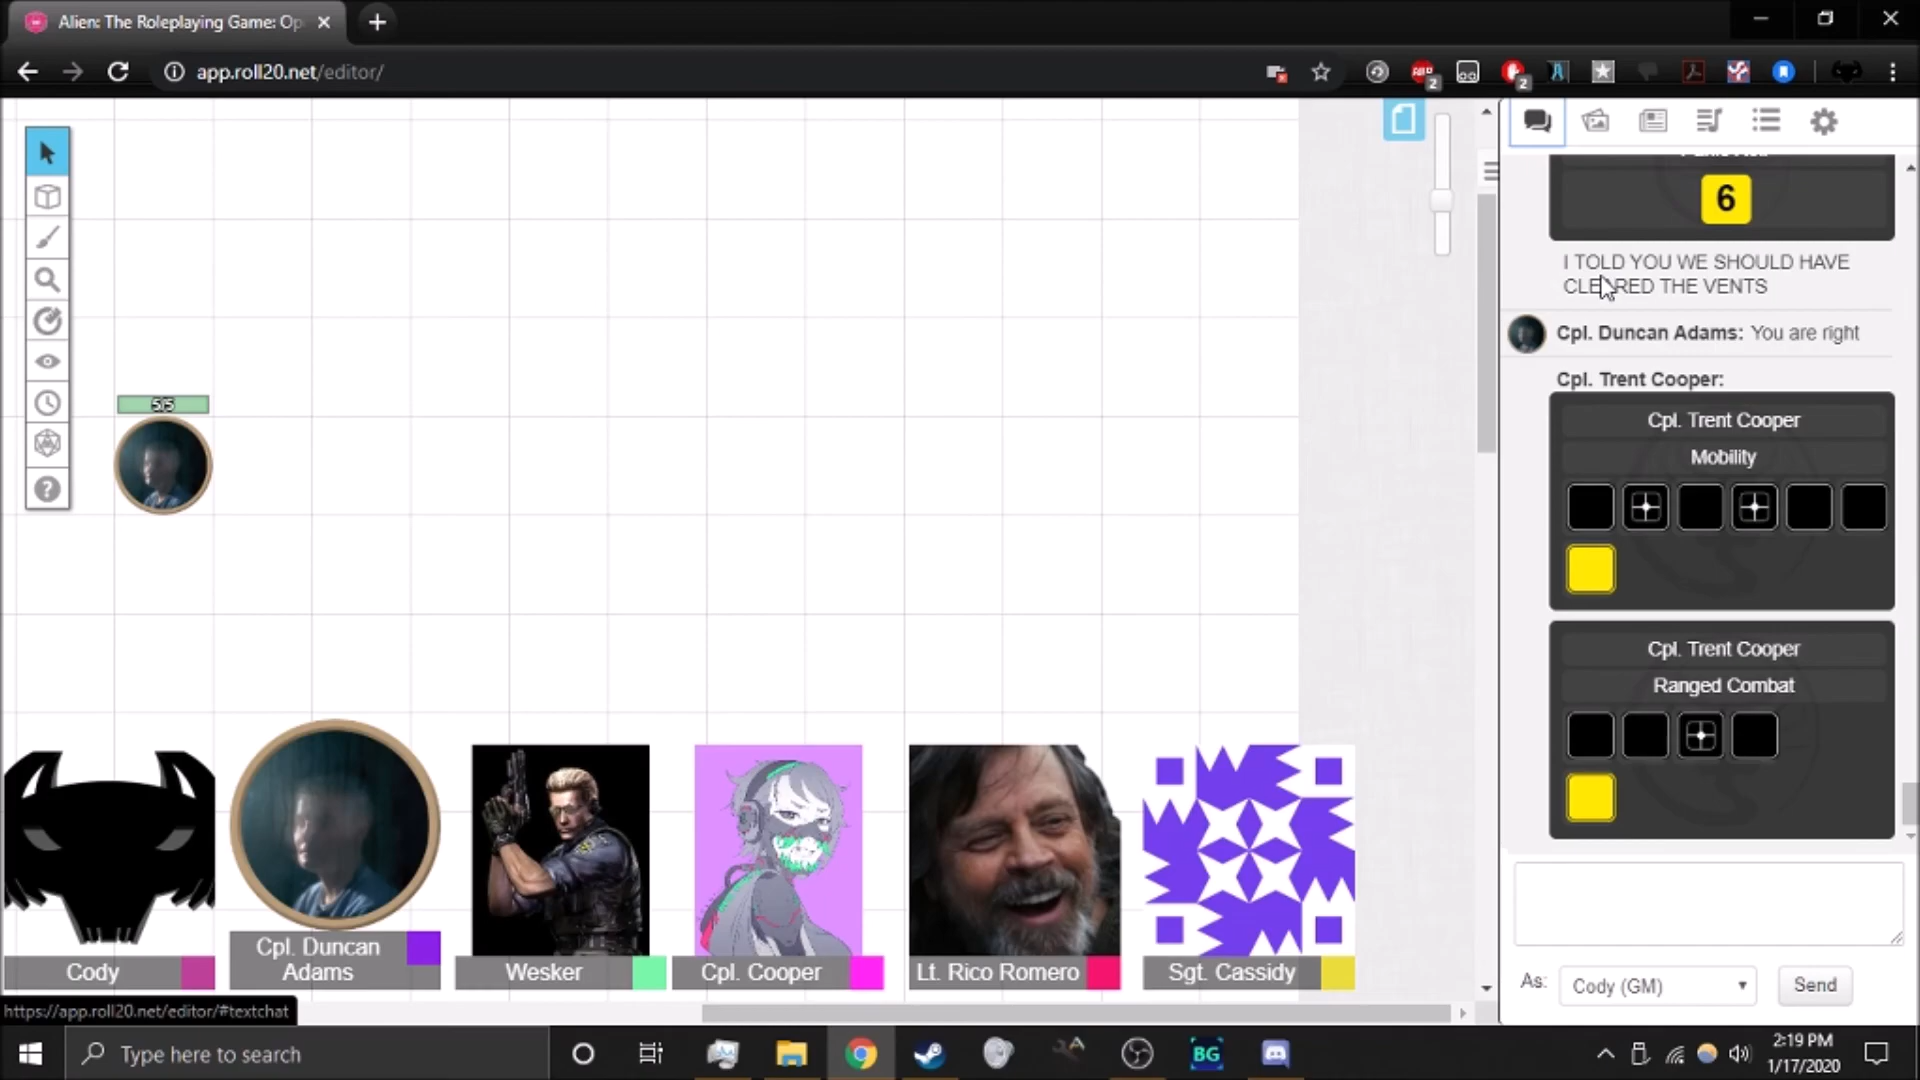 Alien: The Roleplaying Game: Op
app.roll20.net/editor/
2
2
6
I TOLD YOU WE SHOULD HAVE
CLEARED THE VENTS
Cpl. Duncan Adams: You are right
Cpl. Trent Cooper:
Cpl. Trent Cooper
Mobility
Cpl. Trent Cooper
Ranged Combat
5/5
Cody
Cpl. Duncan
Adams
Wesker
Cpl. Cooper
Lt. Rico Romero
Sgt. Cassidy
As:
Cody (GM)
Send
https://app.roll20.net/editor/#textchat
Type here to search
BG
2:19 PM
1/17/2020